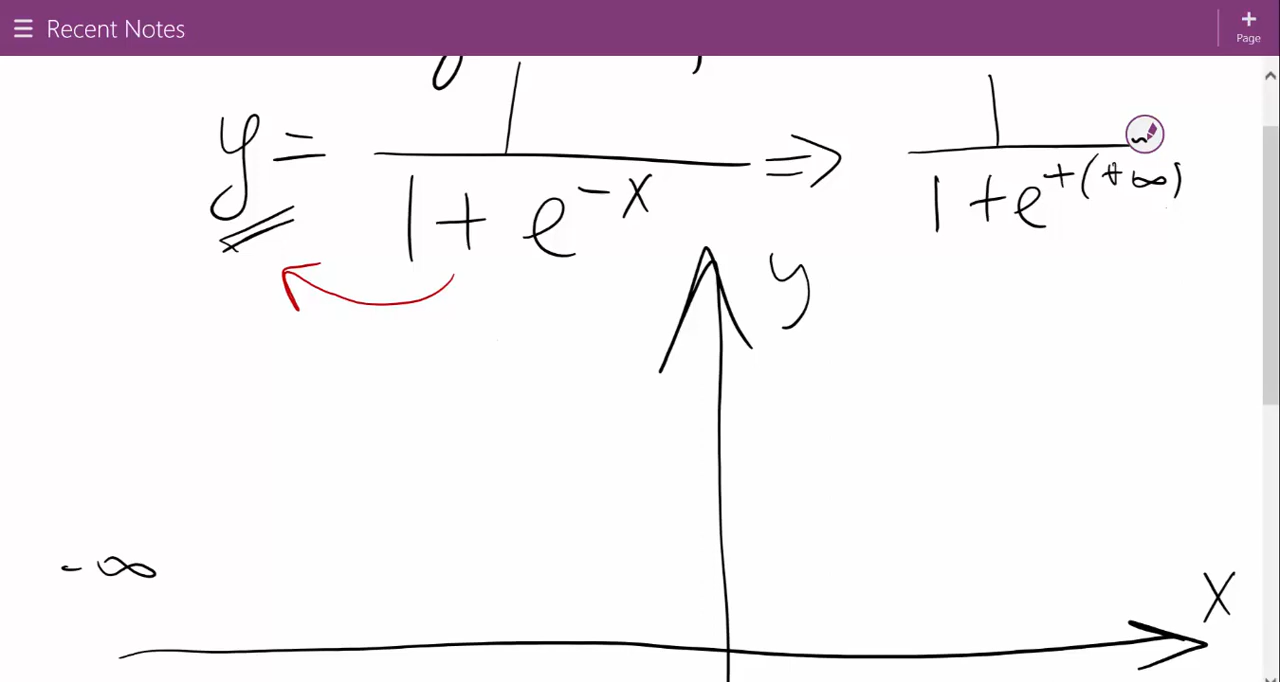 Recent Notes
Page
y = 1 / (1 + e^{-x}) ⇒ 1 / (1 + e^{+(+∞)})
y
-∞
x